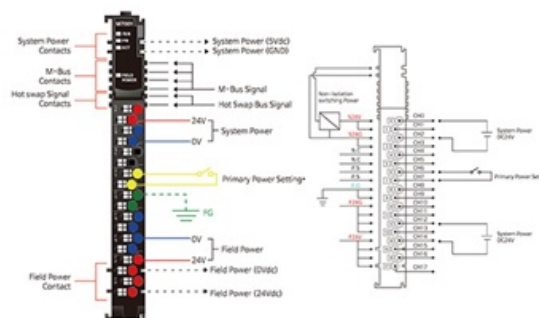 System Power
Contacts
M-Bus
Contacts
Hot swap Signal
Contacts
Field Power
Contact
RUN
FIELD
POWER
System Power (5Vdc)
System Power (GND)
M-Bus Signal
Hot Swap Bus Signal
24V
System Power
0V
Primary Power Setting*
FG
0V
Field Power
24V
Field Power (0Vdc)
Field Power (24Vdc)
Non-Isolation
switching Power
CH0
CH1
CH2
CH3
CH4
CH5
CH6
CH7
CH8
CH9
CH10
CH11
CH12
CH13
CH14
CH15
CH16
CH17
System Power
DC24V
Primary Power Set
System Power
DC24V